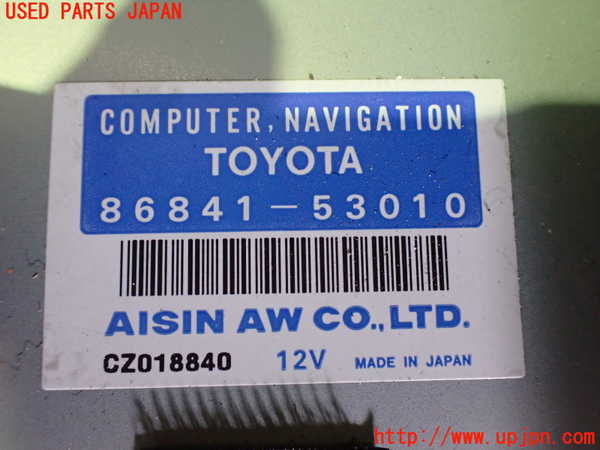 USED PARTS JAPAN
COMPUTER, NAVIGATION
TOYOTA
86841-53010
AISIN AW CO., LTD.
CZ018840 12V MADE IN JAPAN
http://www.upjpn.com/